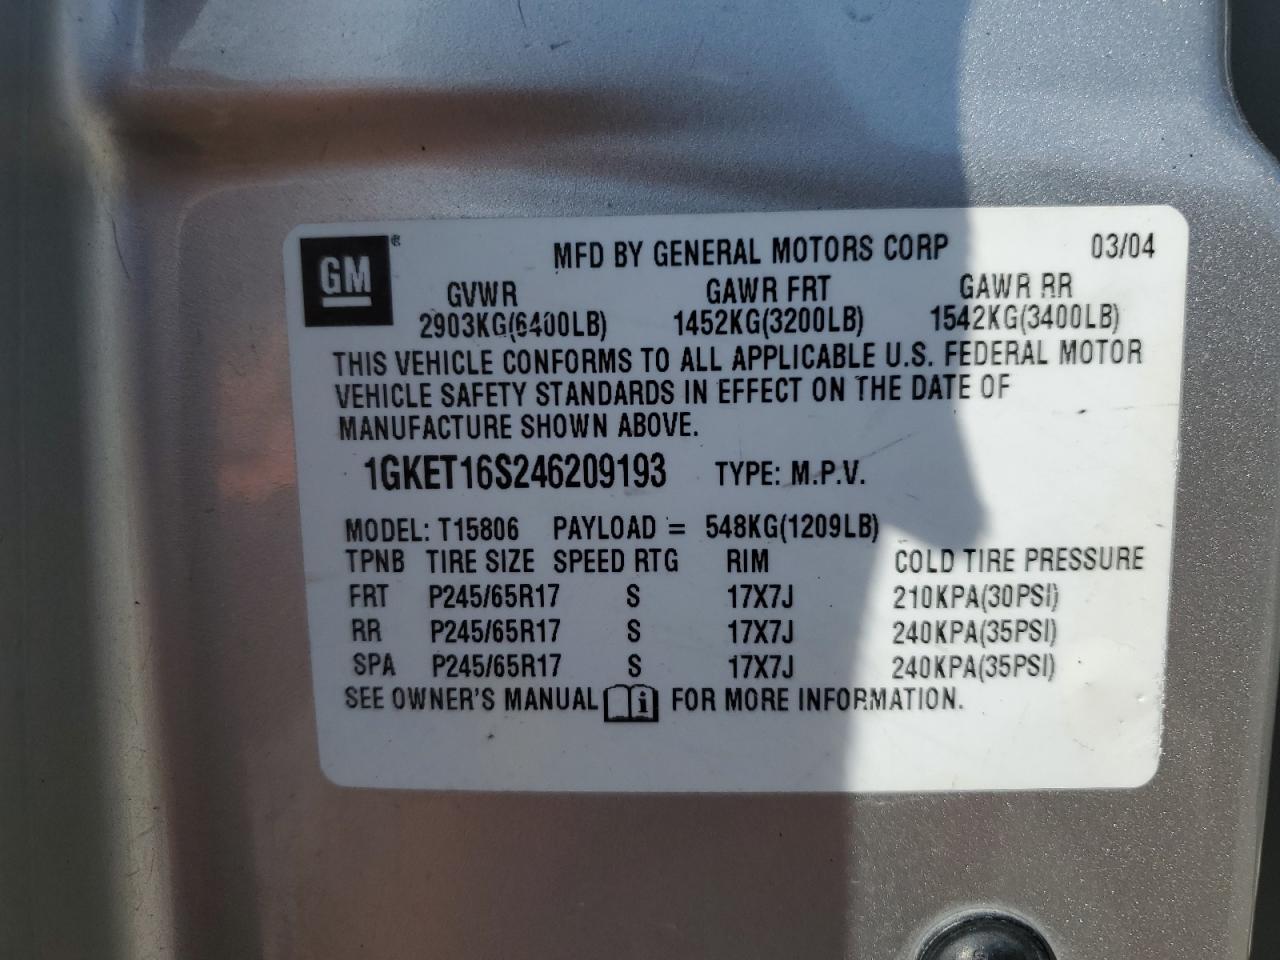 GM ® MFD BY GENERAL MOTORS CORP 03/04
GVWR GAWR FRT GAWR RR
2903KG(6400LB) 1452KG(3200LB) 1542KG(3400LB)
THIS VEHICLE CONFORMS TO ALL APPLICABLE U.S. FEDERAL MOTOR
VEHICLE SAFETY STANDARDS IN EFFECT ON THE DATE OF
MANUFACTURE SHOWN ABOVE.
1GKET16S246209193 TYPE: M.P.V.
MODEL: T15806 PAYLOAD = 548KG(1209LB)
TPNB TIRE SIZE SPEED RTG RIM COLD TIRE PRESSURE
FRT P245/65R17 S 17X7J 210KPA(30PSI)
RR P245/65R17 S 17X7J 240KPA(35PSI)
SPA P245/65R17 S 17X7J 240KPA(35PSI)
SEE OWNER'S MANUAL i FOR MORE INFORMATION.